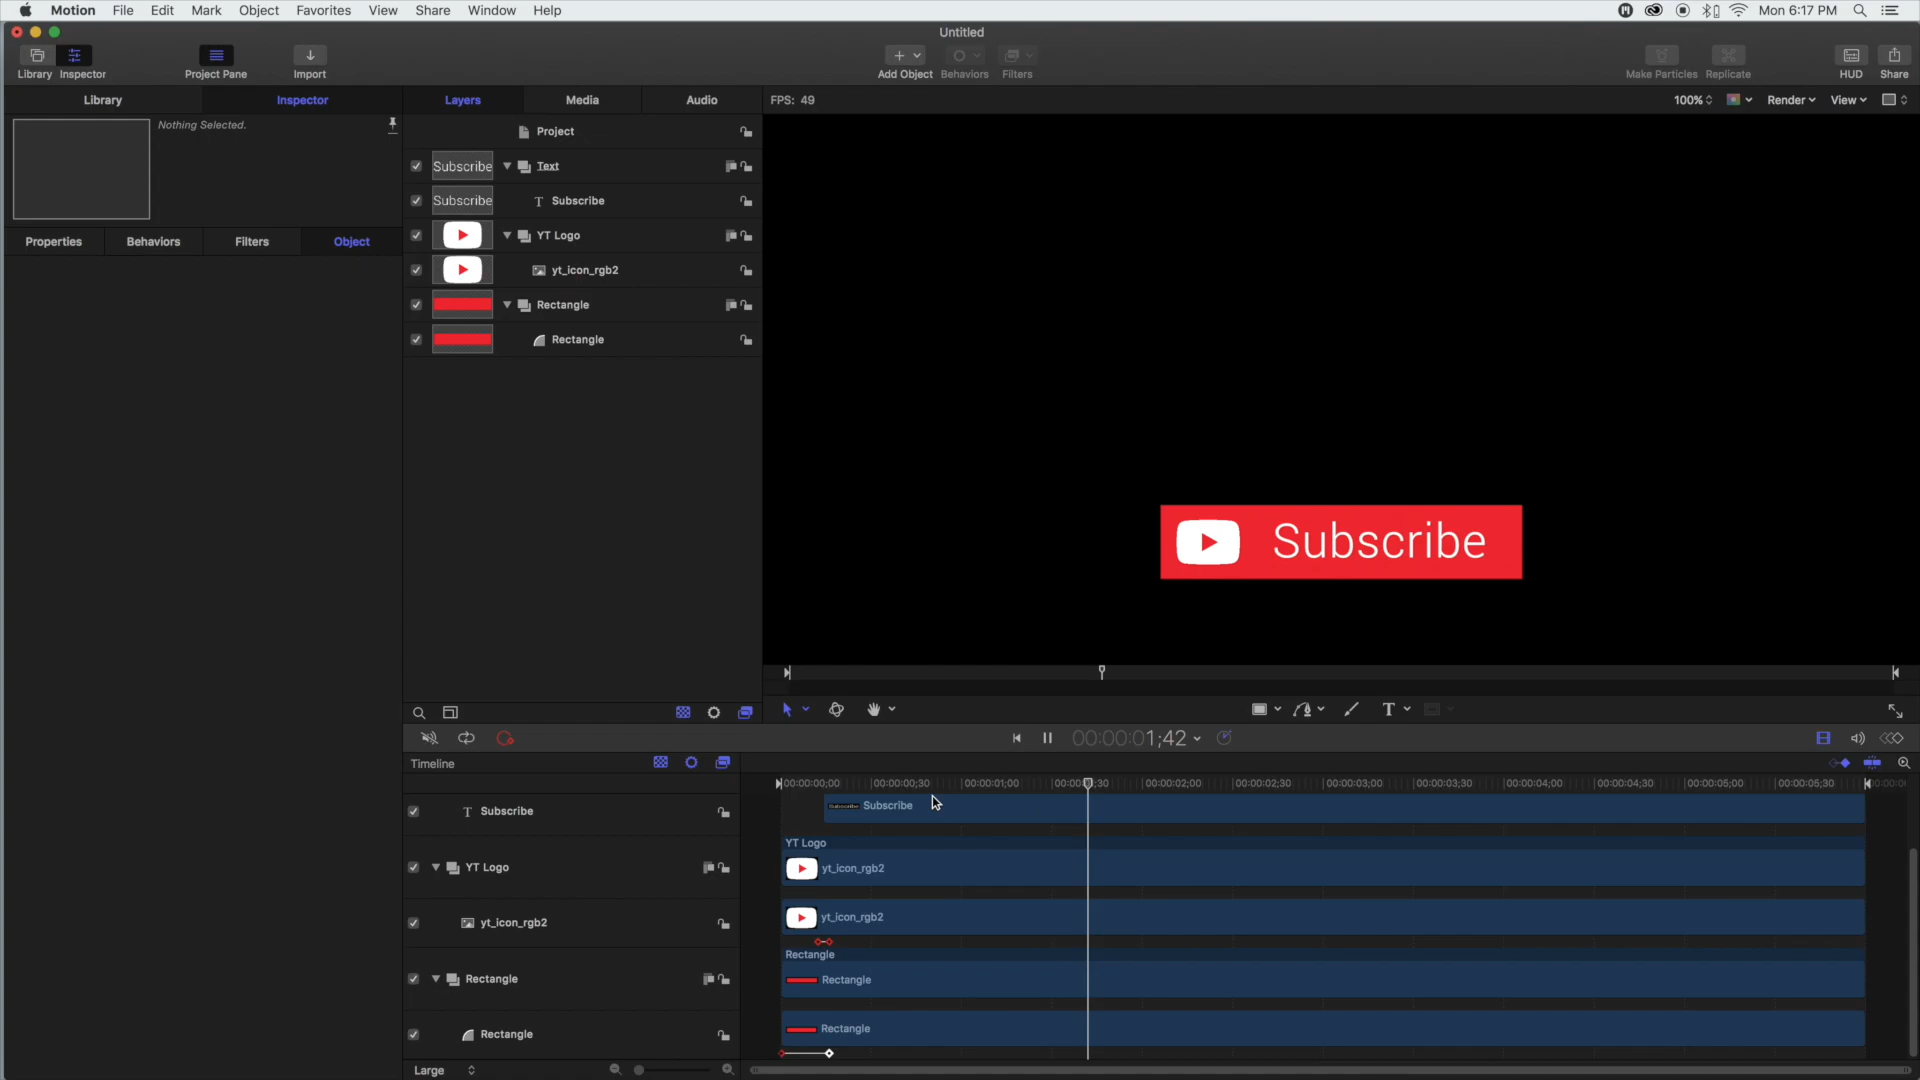 Motion File Edit Mark Object Favorites View Share Window Help Mon 6:17 PM
Untitled
Library Inspector Project Pane Import Add Object Behaviors Filters Make Particles Replicate HUD Share
Library Inspector Layers Media Audio FPS: 49 100% Render View
Nothing Selected.
Project
Subscribe Text
Subscribe Subscribe
Properties Behaviors Filters Object
YT Logo
yt_icon_rgb2
Rectangle
Rectangle
Subscribe
00:00:01;42
Timeline
00:00:00;00 00:00:00;30 00:00:01;00 00:00:02;00 00:00:02;30 00:00:03;00 00:00:03;30 00:00:04;00 00:00:04;30 00:00:05;00 00:00:05;30
Subscribe Subscribe
YT Logo
YT Logo yt_icon_rgb2
yt_icon_rgb2 yt_icon_rgb2
Rectangle
Rectangle Rectangle
Rectangle Rectangle
Large